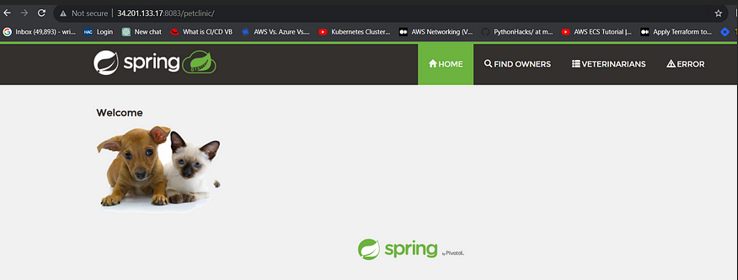 Not secure | 34.201.133.17:8083/petclinic/
Inbox (49,893) - wri... Login New chat What is CI/CD VB AWS Vs. Azure Vs.... Kubernetes Cluster... AWS Networking (V... PythonHacks/ at m... AWS ECS Tutorial |... Apply Terraform to...
spring HOME FIND OWNERS VETERINARIANS ERROR
Welcome
spring by Pivotal.